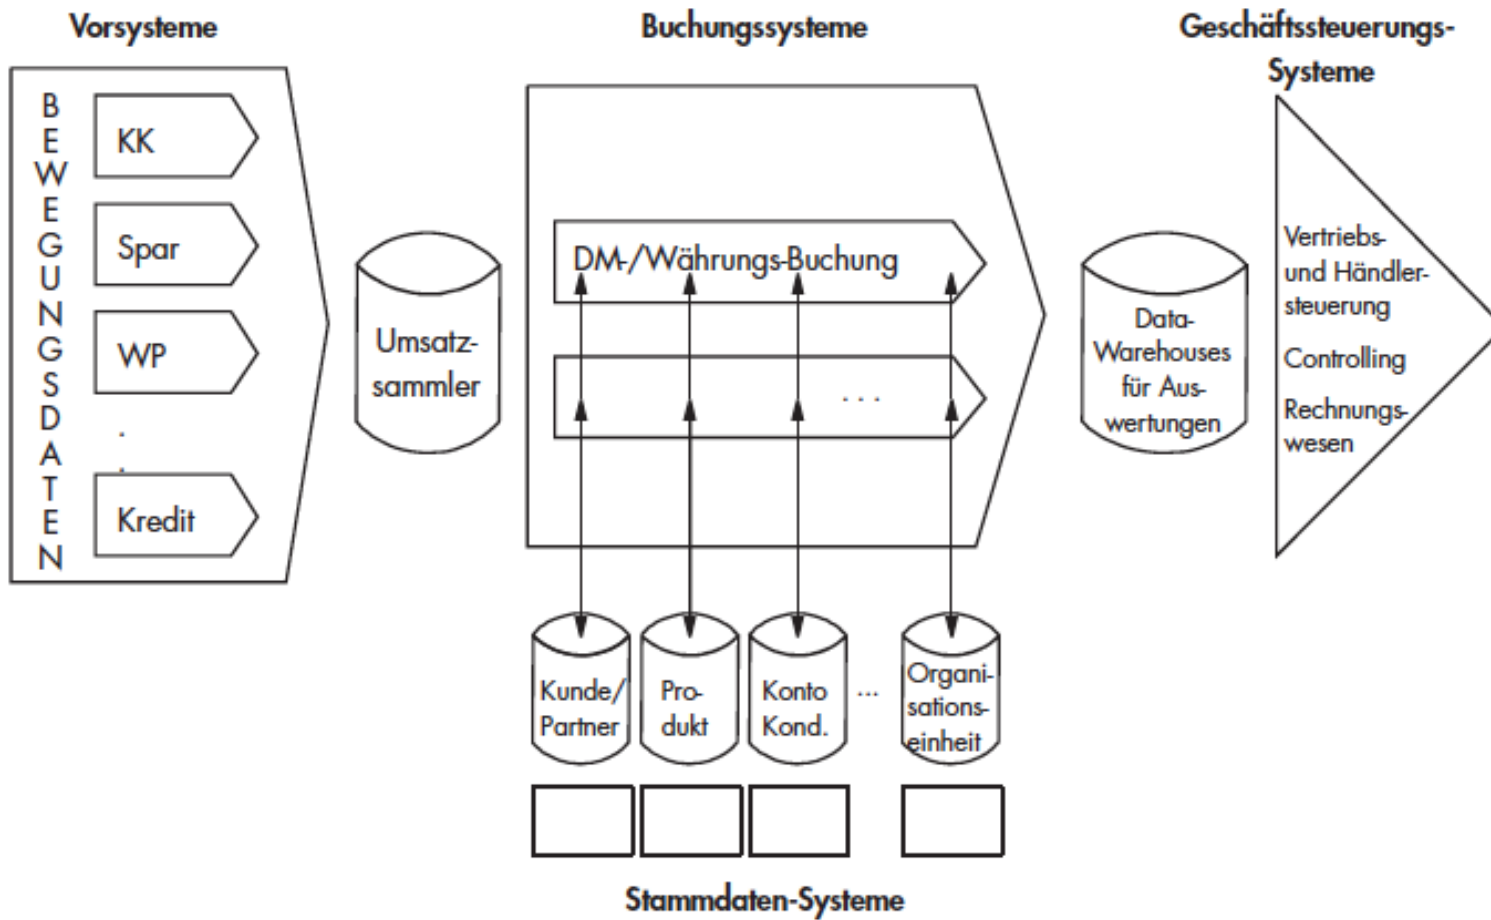 Vorsysteme
Buchungssysteme
Geschäftssteuerungs-
Systeme
BEWEGUNGSDATEN
KK
Spar
WP
.
.
Kredit
Umsatz-
sammler
DM-/Währungs-Buchung
. . .
Data-
Warehouses
für Aus-
wertungen
Vertriebs-
und Händler-
steuerung
Controlling
Rechnungs-
wesen
Kunde/
Partner
Pro-
dukt
Konto
Kond.
...
Organi-
sations-
einheit
Stammdaten-Systeme